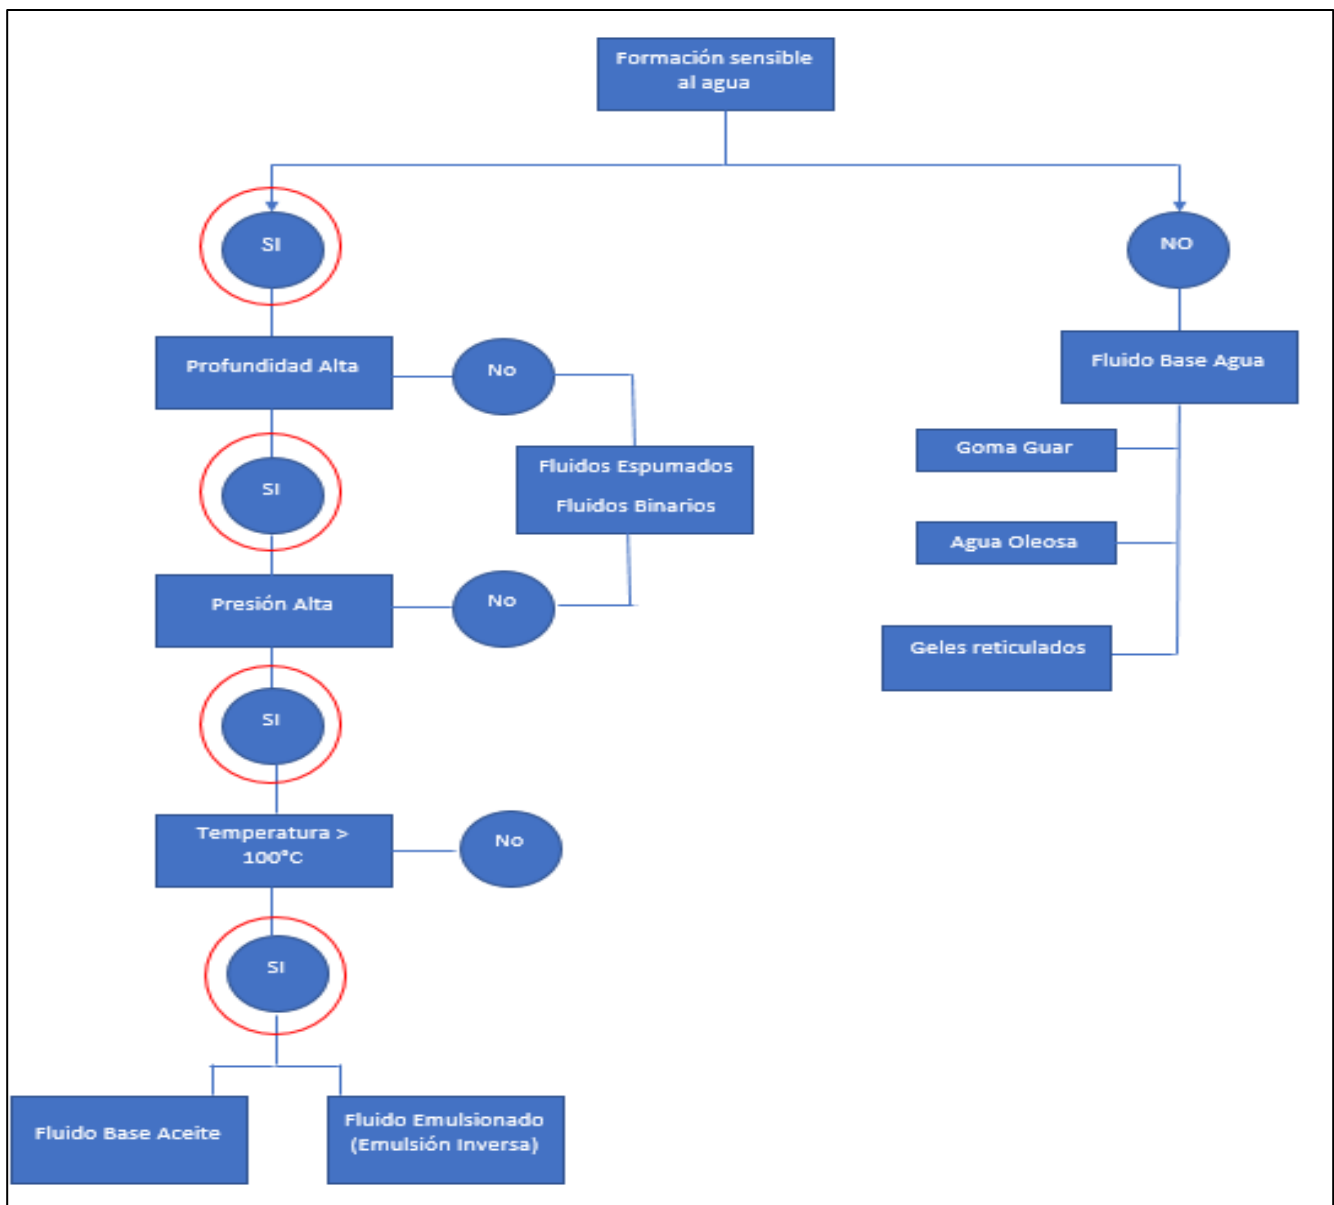 Formación sensible
al agua
SI
NO
Profundidad Alta
No
Fluido Base Agua
Goma Guar
Fluidos Espumados
Fluidos Binarios
SI
Agua Oleosa
Presión Alta
No
Geles reticulados
SI
Temperatura >
100°C
No
SI
Fluido Base Aceite
Fluido Emulsionado
(Emulsión Inversa)